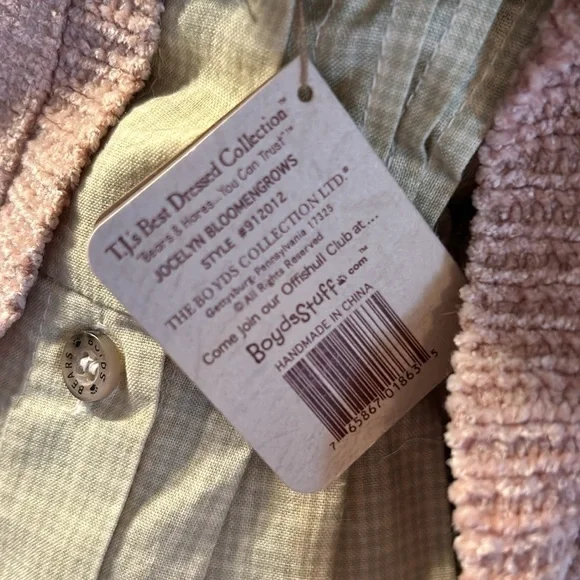 TJ's Best Dressed Collection™
"Bears & Hares...You Can Trust"™
JOCELYN BLOOMENGROWS
STYLE #912012
THE BOYDS COLLECTION LTD.®
Gettysburg, Pennsylvania 17325
© All Rights Reserved
Come join our Offishull Club at...
BoydsStuff.com™
HANDMADE IN CHINA
7 65867 01863 5
BOYDS
BEARS